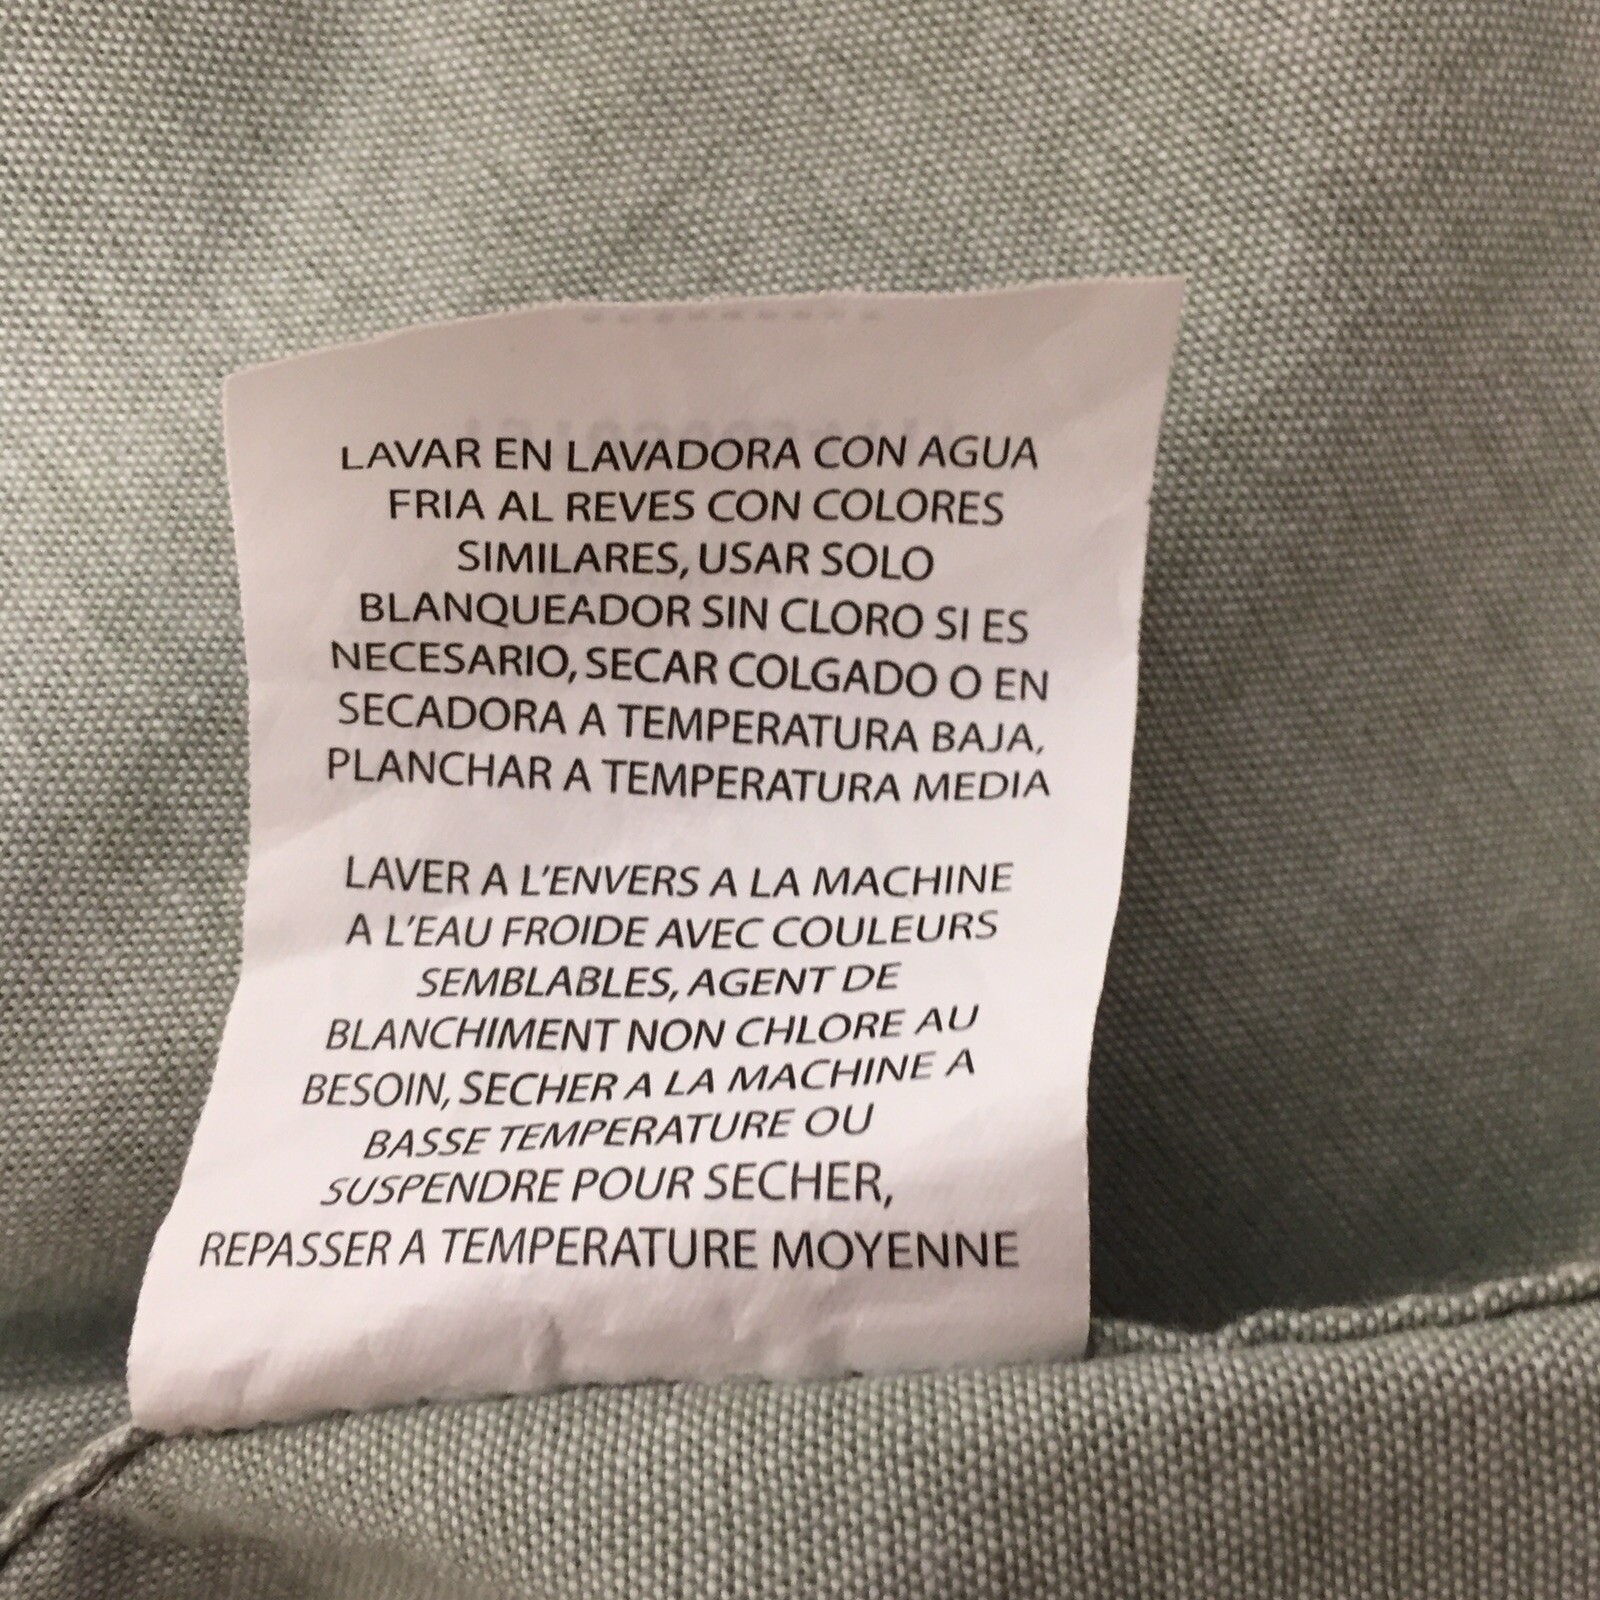 LAVAR EN LAVADORA CON AGUA
FRIA AL REVES CON COLORES
SIMILARES, USAR SOLO
BLANQUEADOR SIN CLORO SI ES
NECESARIO, SECAR COLGADO O EN
SECADORA A TEMPERATURA BAJA,
PLANCHAR A TEMPERATURA MEDIA
LAVER A L'ENVERS A LA MACHINE
A L'EAU FROIDE AVEC COULEURS
SEMBLABLES, AGENT DE
BLANCHIMENT NON CHLORE AU
BESOIN, SECHER A LA MACHINE A
BASSE TEMPERATURE OU
SUSPENDRE POUR SECHER,
REPASSER A TEMPERATURE MOYENNE